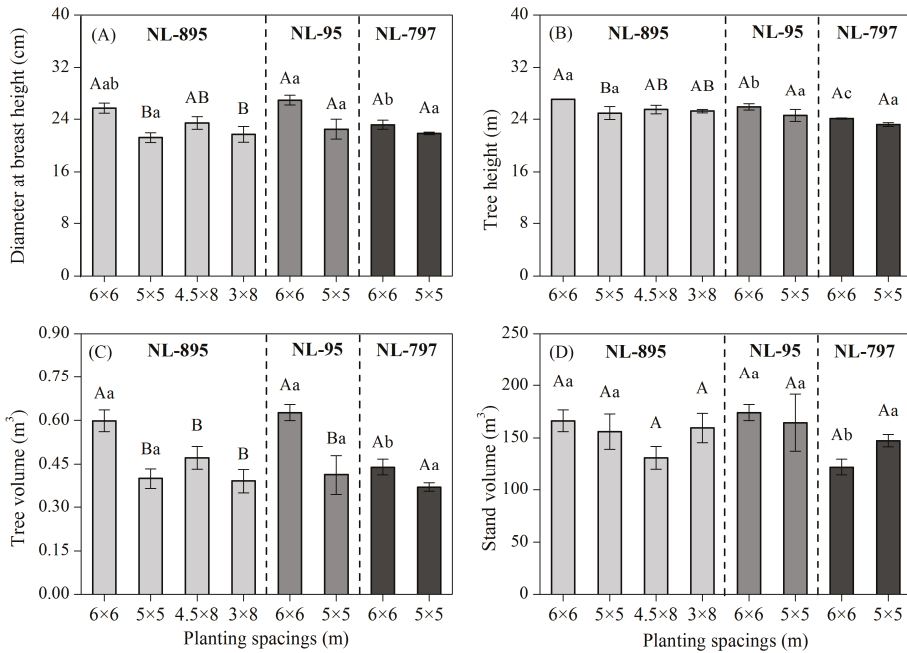 (A) NL-895 NL-95 NL-797
Diameter at breast height (cm)
40
32
24
16
8
0
Aab Ba AB B Aa Aa Ab Aa
6×6 5×5 4.5×8 3×8 6×6 5×5 6×6 5×5
(B) NL-895 NL-95 NL-797
Tree height (m)
40
32
24
16
8
0
Aa Ba AB AB Ab Aa Ac Aa
6×6 5×5 4.5×8 3×8 6×6 5×5 6×6 5×5
(C) NL-895 NL-95 NL-797
Tree volume (m³)
0.90
0.75
0.60
0.45
0.30
0.15
0.00
Aa Ba B B Aa Ba Ab Aa
6×6 5×5 4.5×8 3×8 6×6 5×5 6×6 5×5
Planting spacings (m)
(D) NL-895 NL-95 NL-797
Stand volume (m³)
250
200
150
100
50
0
Aa Aa A A Aa Aa Ab Aa
6×6 5×5 4.5×8 3×8 6×6 5×5 6×6 5×5
Planting spacings (m)